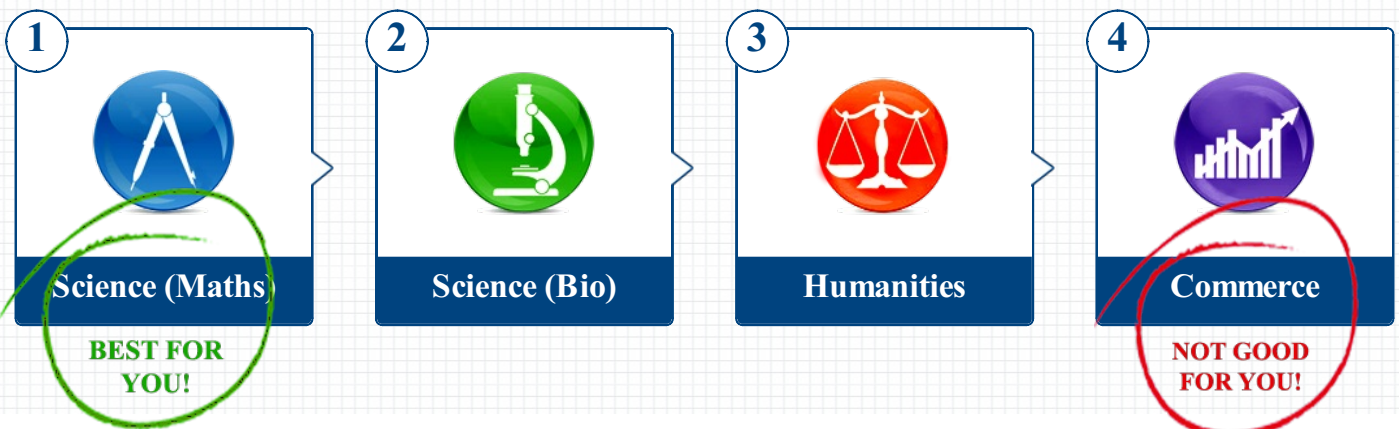 1
2
3
4
Science (Maths)
Science (Bio)
Humanities
Commerce
BEST FOR
YOU!
NOT GOOD
FOR YOU!